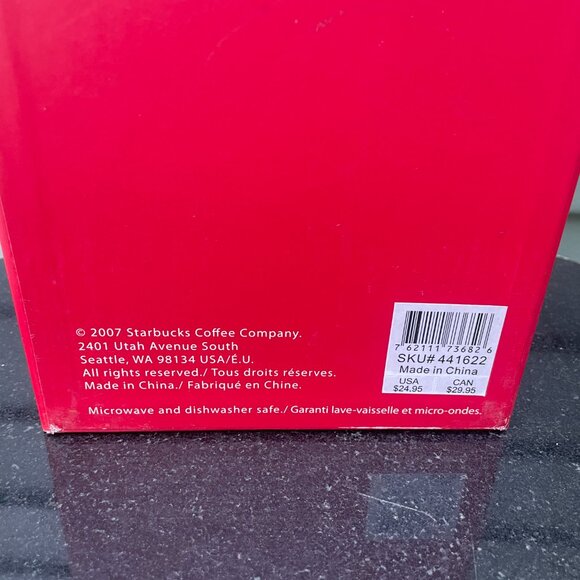 © 2007 Starbucks Coffee Company.
2401 Utah Avenue South
Seattle, WA 98134 USA/É.U.
All rights reserved./ Tous droits réserves.
Made in China./ Fabriqué en Chine.
Microwave and dishwasher safe./ Garanti lave-vaisselle et micro-ondes.
7 62111 73682 6
SKU# 441622
Made in China
USA CAN
$24.95 $29.95